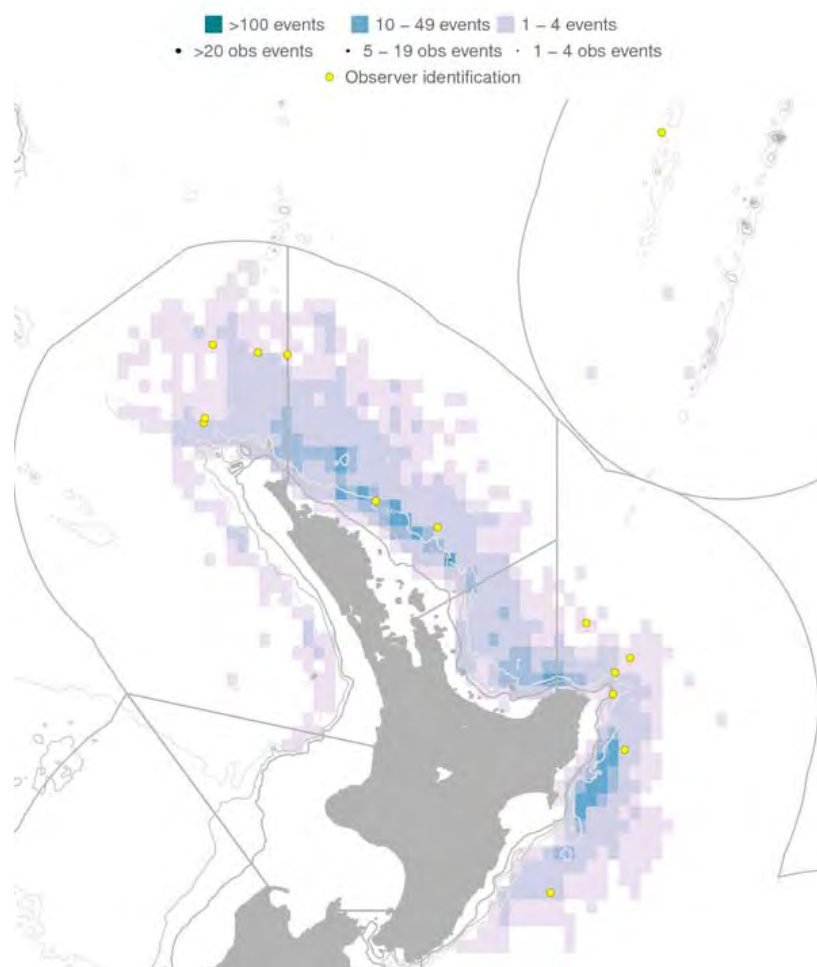 >100 events 10 – 49 events 1 – 4 events
>20 obs events 5 – 19 obs events 1 – 4 obs events
Observer identification